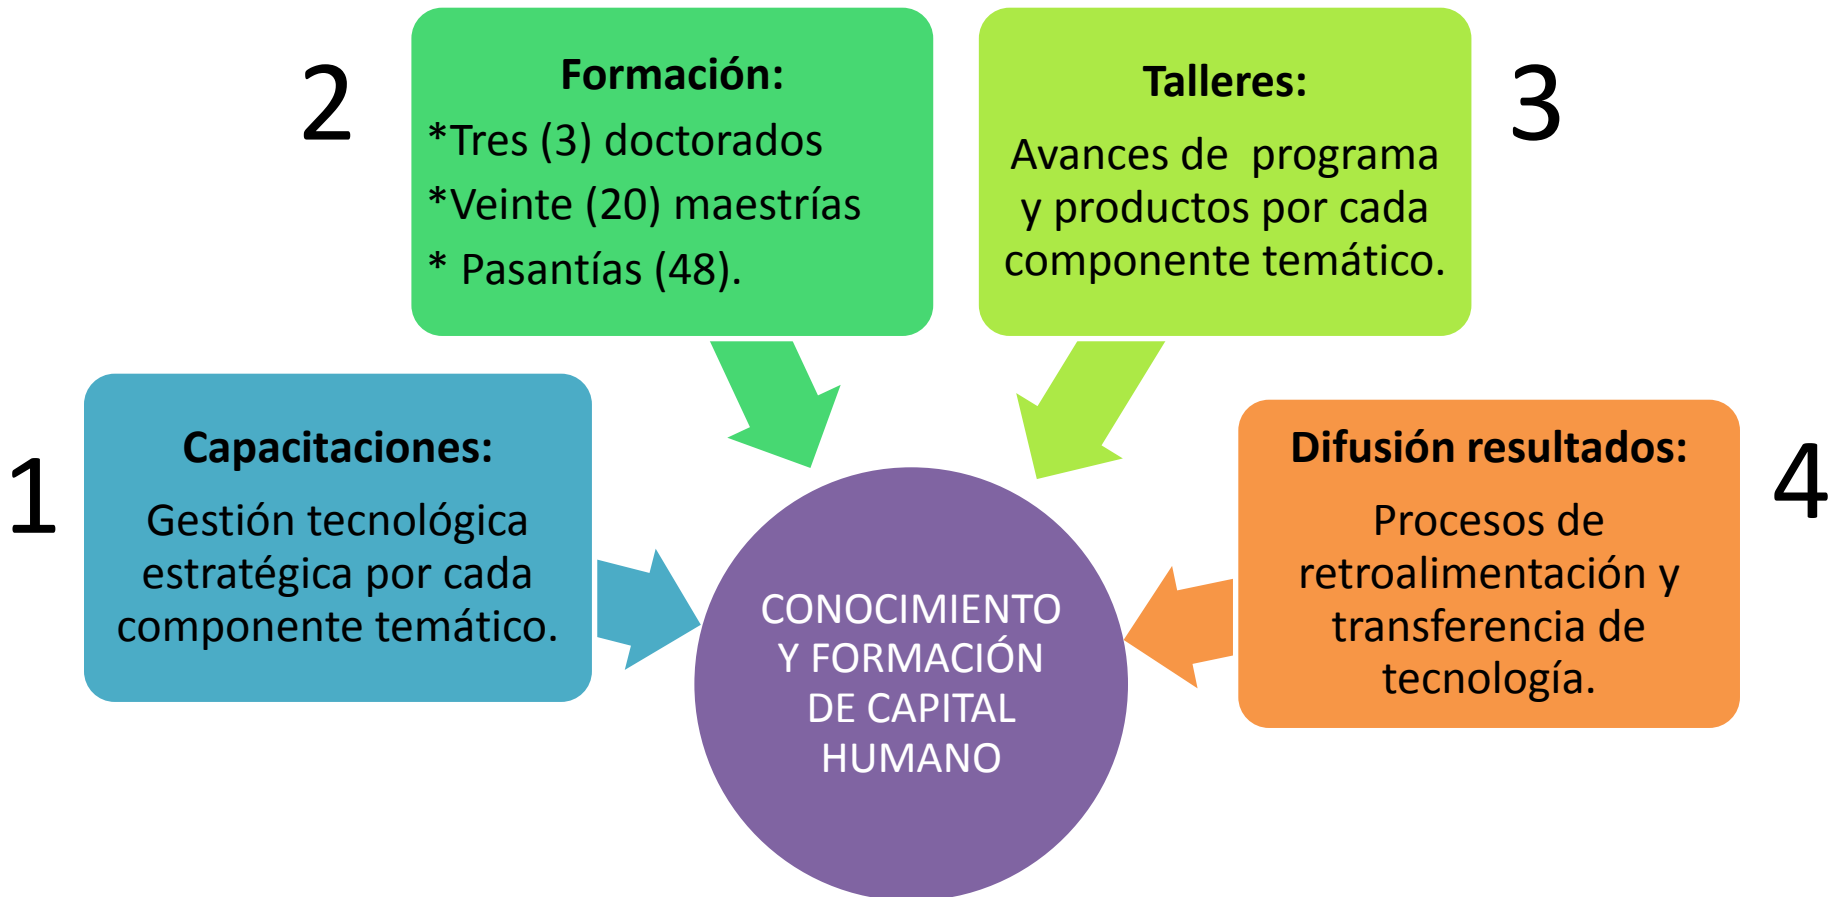 1
Capacitaciones:
Gestión tecnológica
estratégica por cada
componente temático.
2
Formación:
*Tres (3) doctorados
*Veinte (20) maestrías
* Pasantías (48).
3
Talleres:
Avances de  programa
y productos por cada
componente temático.
4
Difusión resultados:
Procesos de
retroalimentación y
transferencia de
tecnología.
CONOCIMIENTO
Y FORMACIÓN
DE CAPITAL
HUMANO